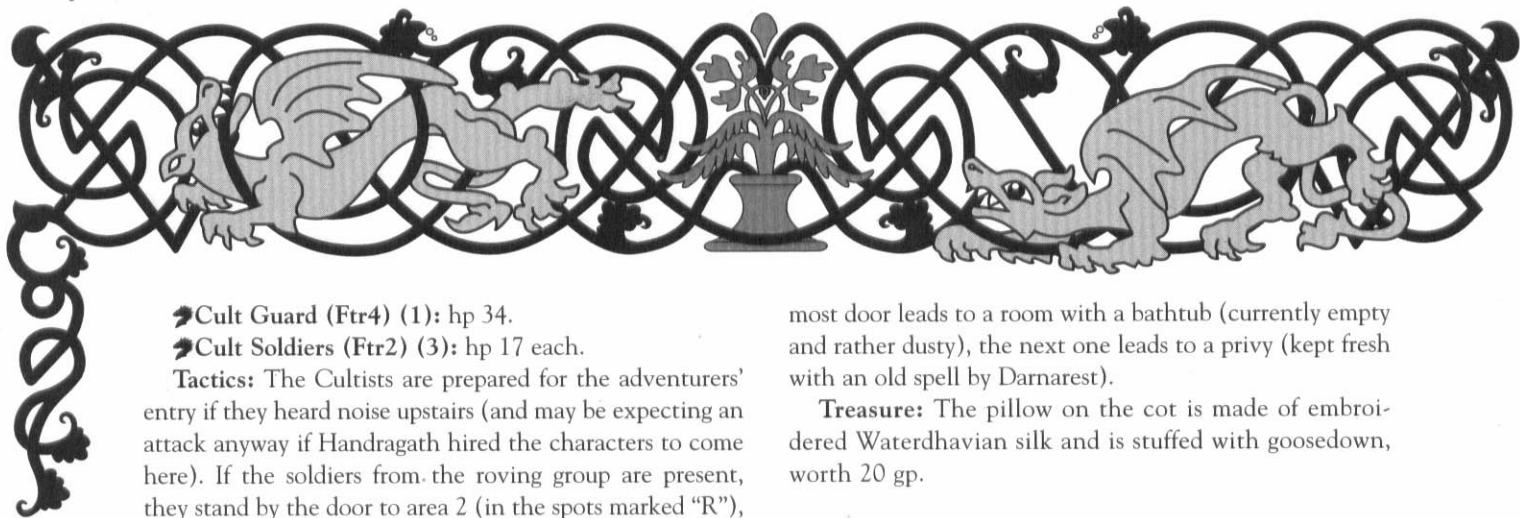 Cult Guard (Ftr4) (1): hp 34.
Cult Soldiers (Ftr2) (3): hp 17 each.
Tactics: The Cultists are prepared for the adventurers'
entry if they heard noise upstairs (and may be expecting an
attack anyway if Handragath hired the characters to come
here). If the soldiers from the roving group are present,
they stand by the door to area 2 (in the spots marked “R”),
most door leads to a room with a bathtub (currently empty
and rather dusty), the next one leads to a privy (kept fresh
with an old spell by Darnarest).
Treasure: The pillow on the cot is made of embroi-
dered Waterdhavian silk and is stuffed with goosedown,
worth 20 gp.